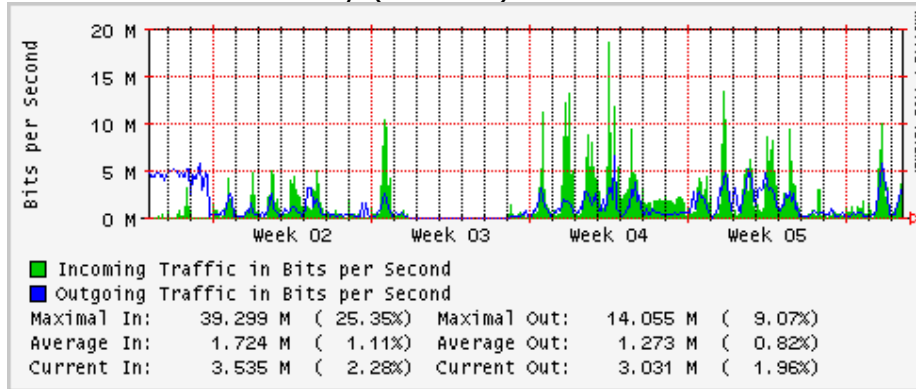 20 M
15 M
10 M
5 M
0 M
Bits per Second
Week 02 Week 03 Week 04 Week 05
Incoming Traffic in Bits per Second
Outgoing Traffic in Bits per Second
Maximal In: 39.299 M ( 25.35%) Maximal Out: 14.055 M ( 9.07%)
Average In: 1.724 M ( 1.11%) Average Out: 1.273 M ( 0.82%)
Current In: 3.535 M ( 2.28%) Current Out: 3.031 M ( 1.96%)